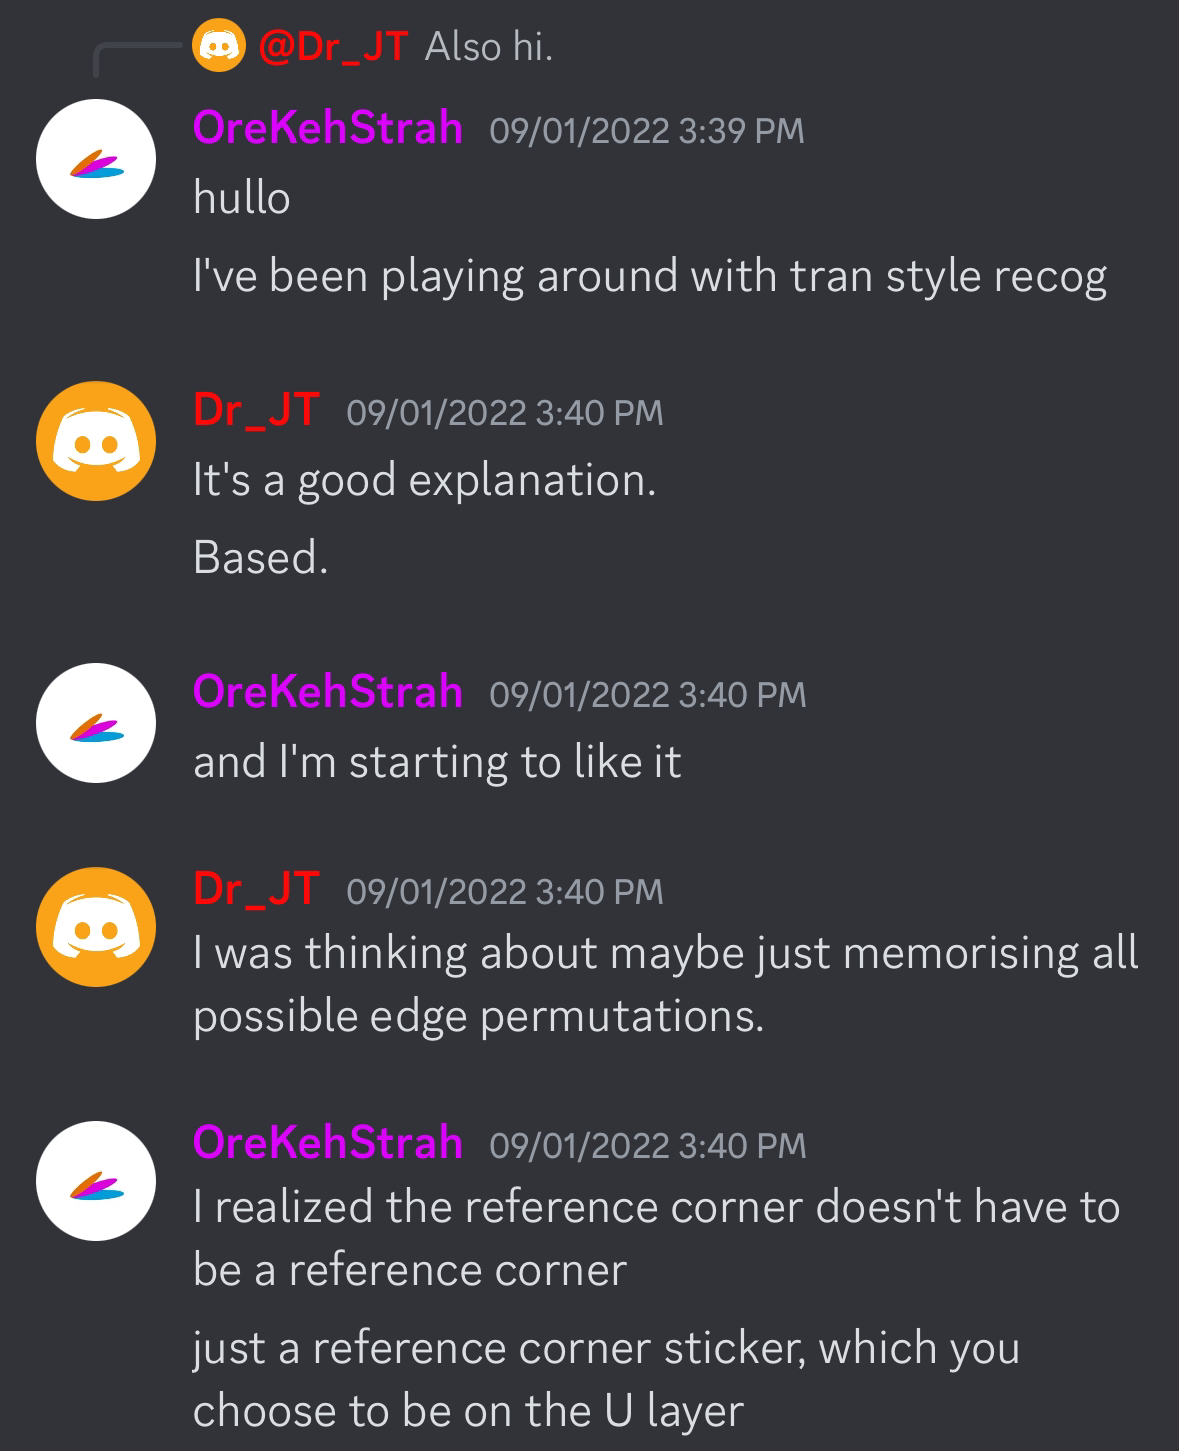 @Dr_JT Also hi.
OreKehStrah 09/01/2022 3:39 PM
hullo
I've been playing around with tran style recog
Dr_JT 09/01/2022 3:40 PM
It's a good explanation.
Based.
OreKehStrah 09/01/2022 3:40 PM
and I'm starting to like it
Dr_JT 09/01/2022 3:40 PM
I was thinking about maybe just memorising all
possible edge permutations.
OreKehStrah 09/01/2022 3:40 PM
I realized the reference corner doesn't have to
be a reference corner
just a reference corner sticker, which you
choose to be on the U layer